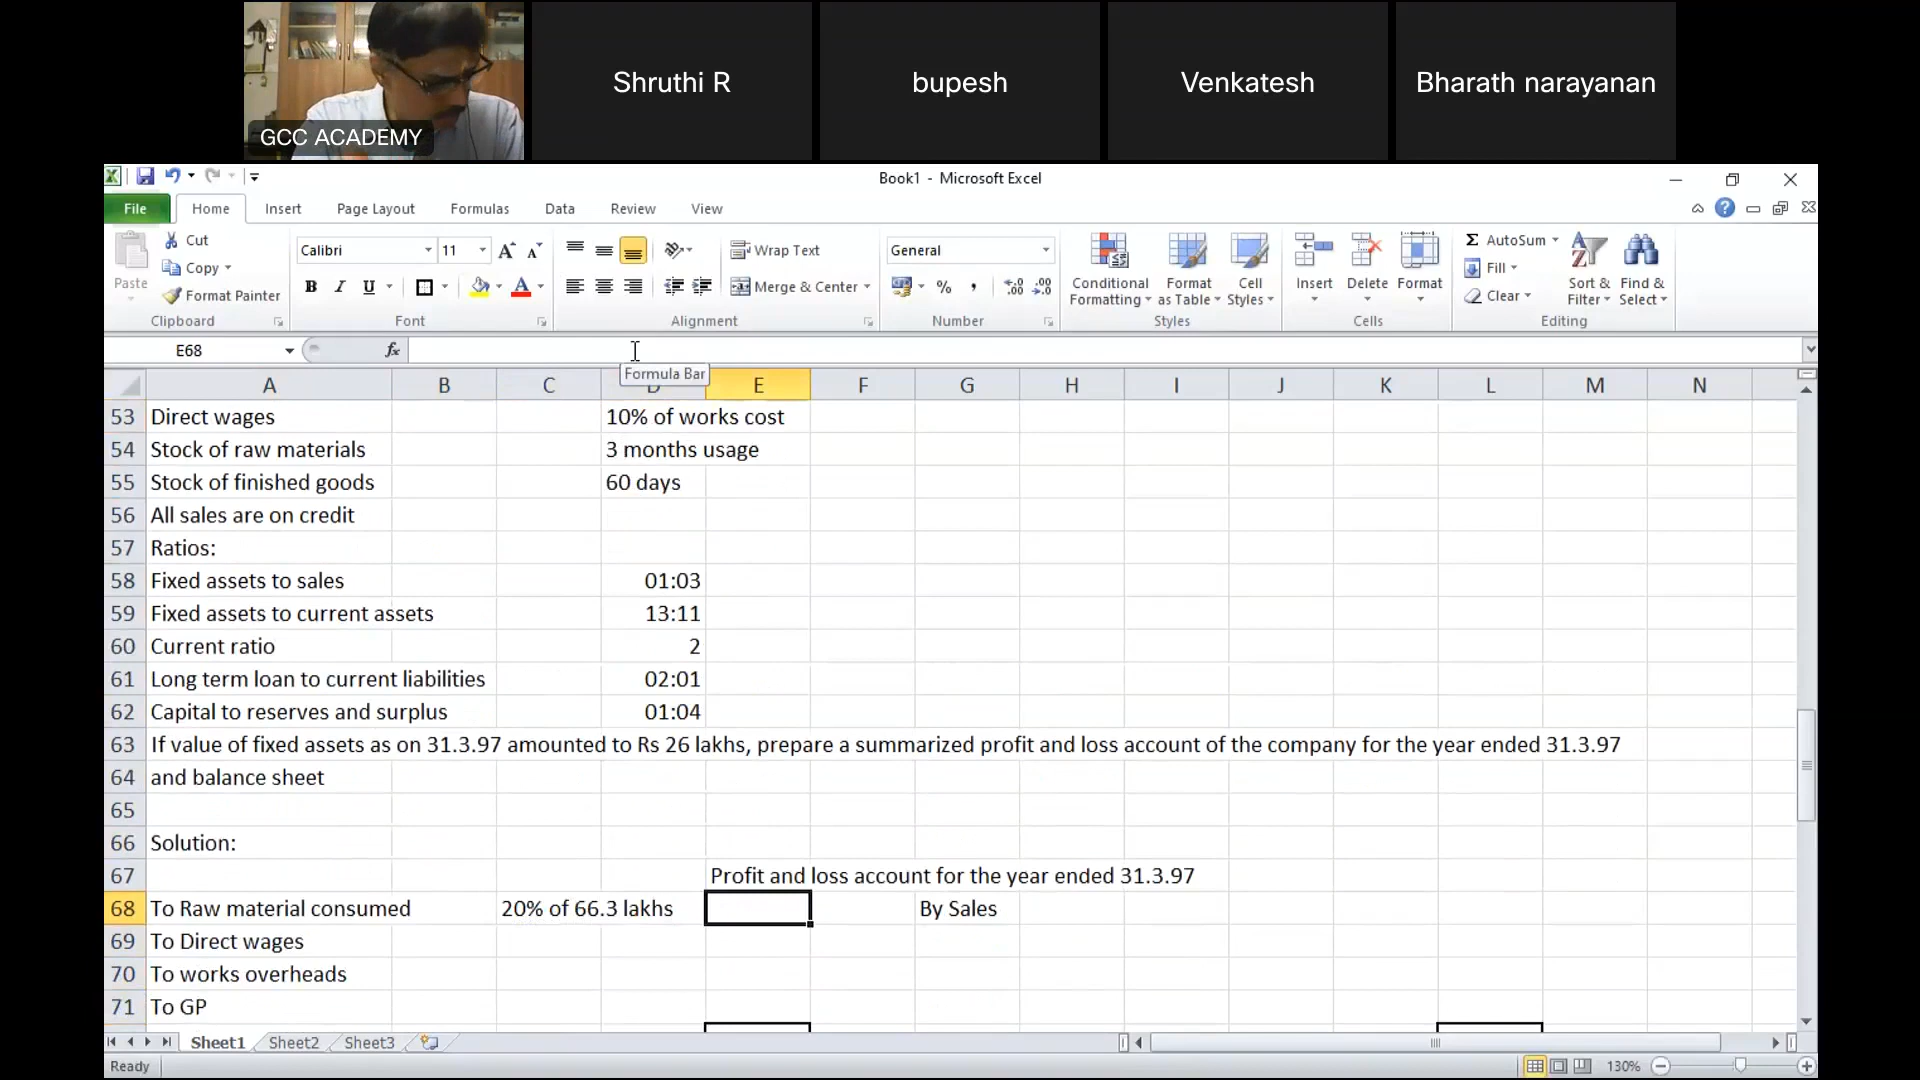 Shruthi R
bupesh
Venkatesh
Bharath narayanan
GCC ACADEMY
Book1 - Microsoft Excel
File Home Insert Page Layout Formulas Data Review View
Paste
Cut
Copy
Format Painter
Clipboard
Calibri 11
B I U
Font
Wrap Text
Merge & Center
Alignment
General
%
Number
Conditional Formatting
Format as Table
Cell Styles
Styles
Insert
Delete
Format
Cells
AutoSum
Fill
Clear
Sort & Filter
Find & Select
Editing
E68
fx
Formula Bar
A B C D E F G H I J K L M N
53 Direct wages 10% of works cost
54 Stock of raw materials 3 months usage
55 Stock of finished goods 60 days
56 All sales are on credit
57 Ratios:
58 Fixed assets to sales 01:03
59 Fixed assets to current assets 13:11
60 Current ratio 2
61 Long term loan to current liabilities 02:01
62 Capital to reserves and surplus 01:04
63 If value of fixed assets as on 31.3.97 amounted to Rs 26 lakhs, prepare a summarized profit and loss account of the company for the year ended 31.3.97
64 and balance sheet
65
66 Solution:
67 Profit and loss account for the year ended 31.3.97
68 To Raw material consumed 20% of 66.3 lakhs By Sales
69 To Direct wages
70 To works overheads
71 To GP
Sheet1 Sheet2 Sheet3
Ready
130%